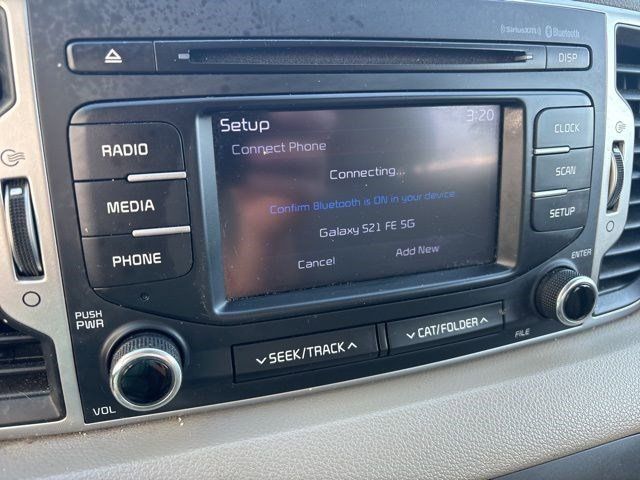 ((SiriusXM)) Bluetooth
DISP
RADIO
MEDIA
PHONE
PUSH
PWR
VOL
Setup
3:20
Connect Phone
Connecting...
Confirm Bluetooth is ON in your device
Galaxy S21 FE 5G
Cancel
Add New
CLOCK
SCAN
SETUP
ENTER
FILE
SEEK/TRACK
CAT/FOLDER